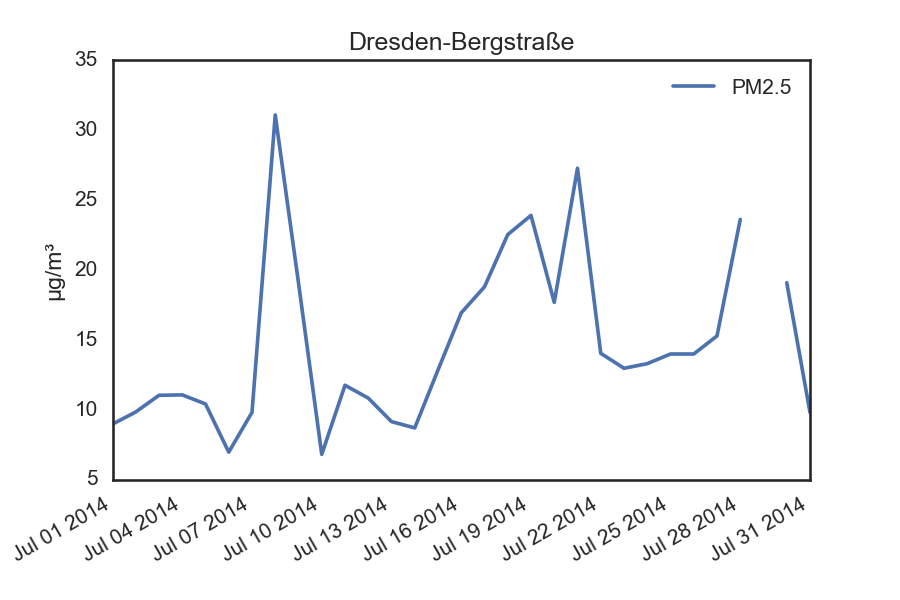 Dresden-Bergstraße
35
30
25
20
15
10
5
µg/m³
PM2.5
Jul 01 2014
Jul 04 2014
Jul 07 2014
Jul 10 2014
Jul 13 2014
Jul 16 2014
Jul 19 2014
Jul 22 2014
Jul 25 2014
Jul 28 2014
Jul 31 2014